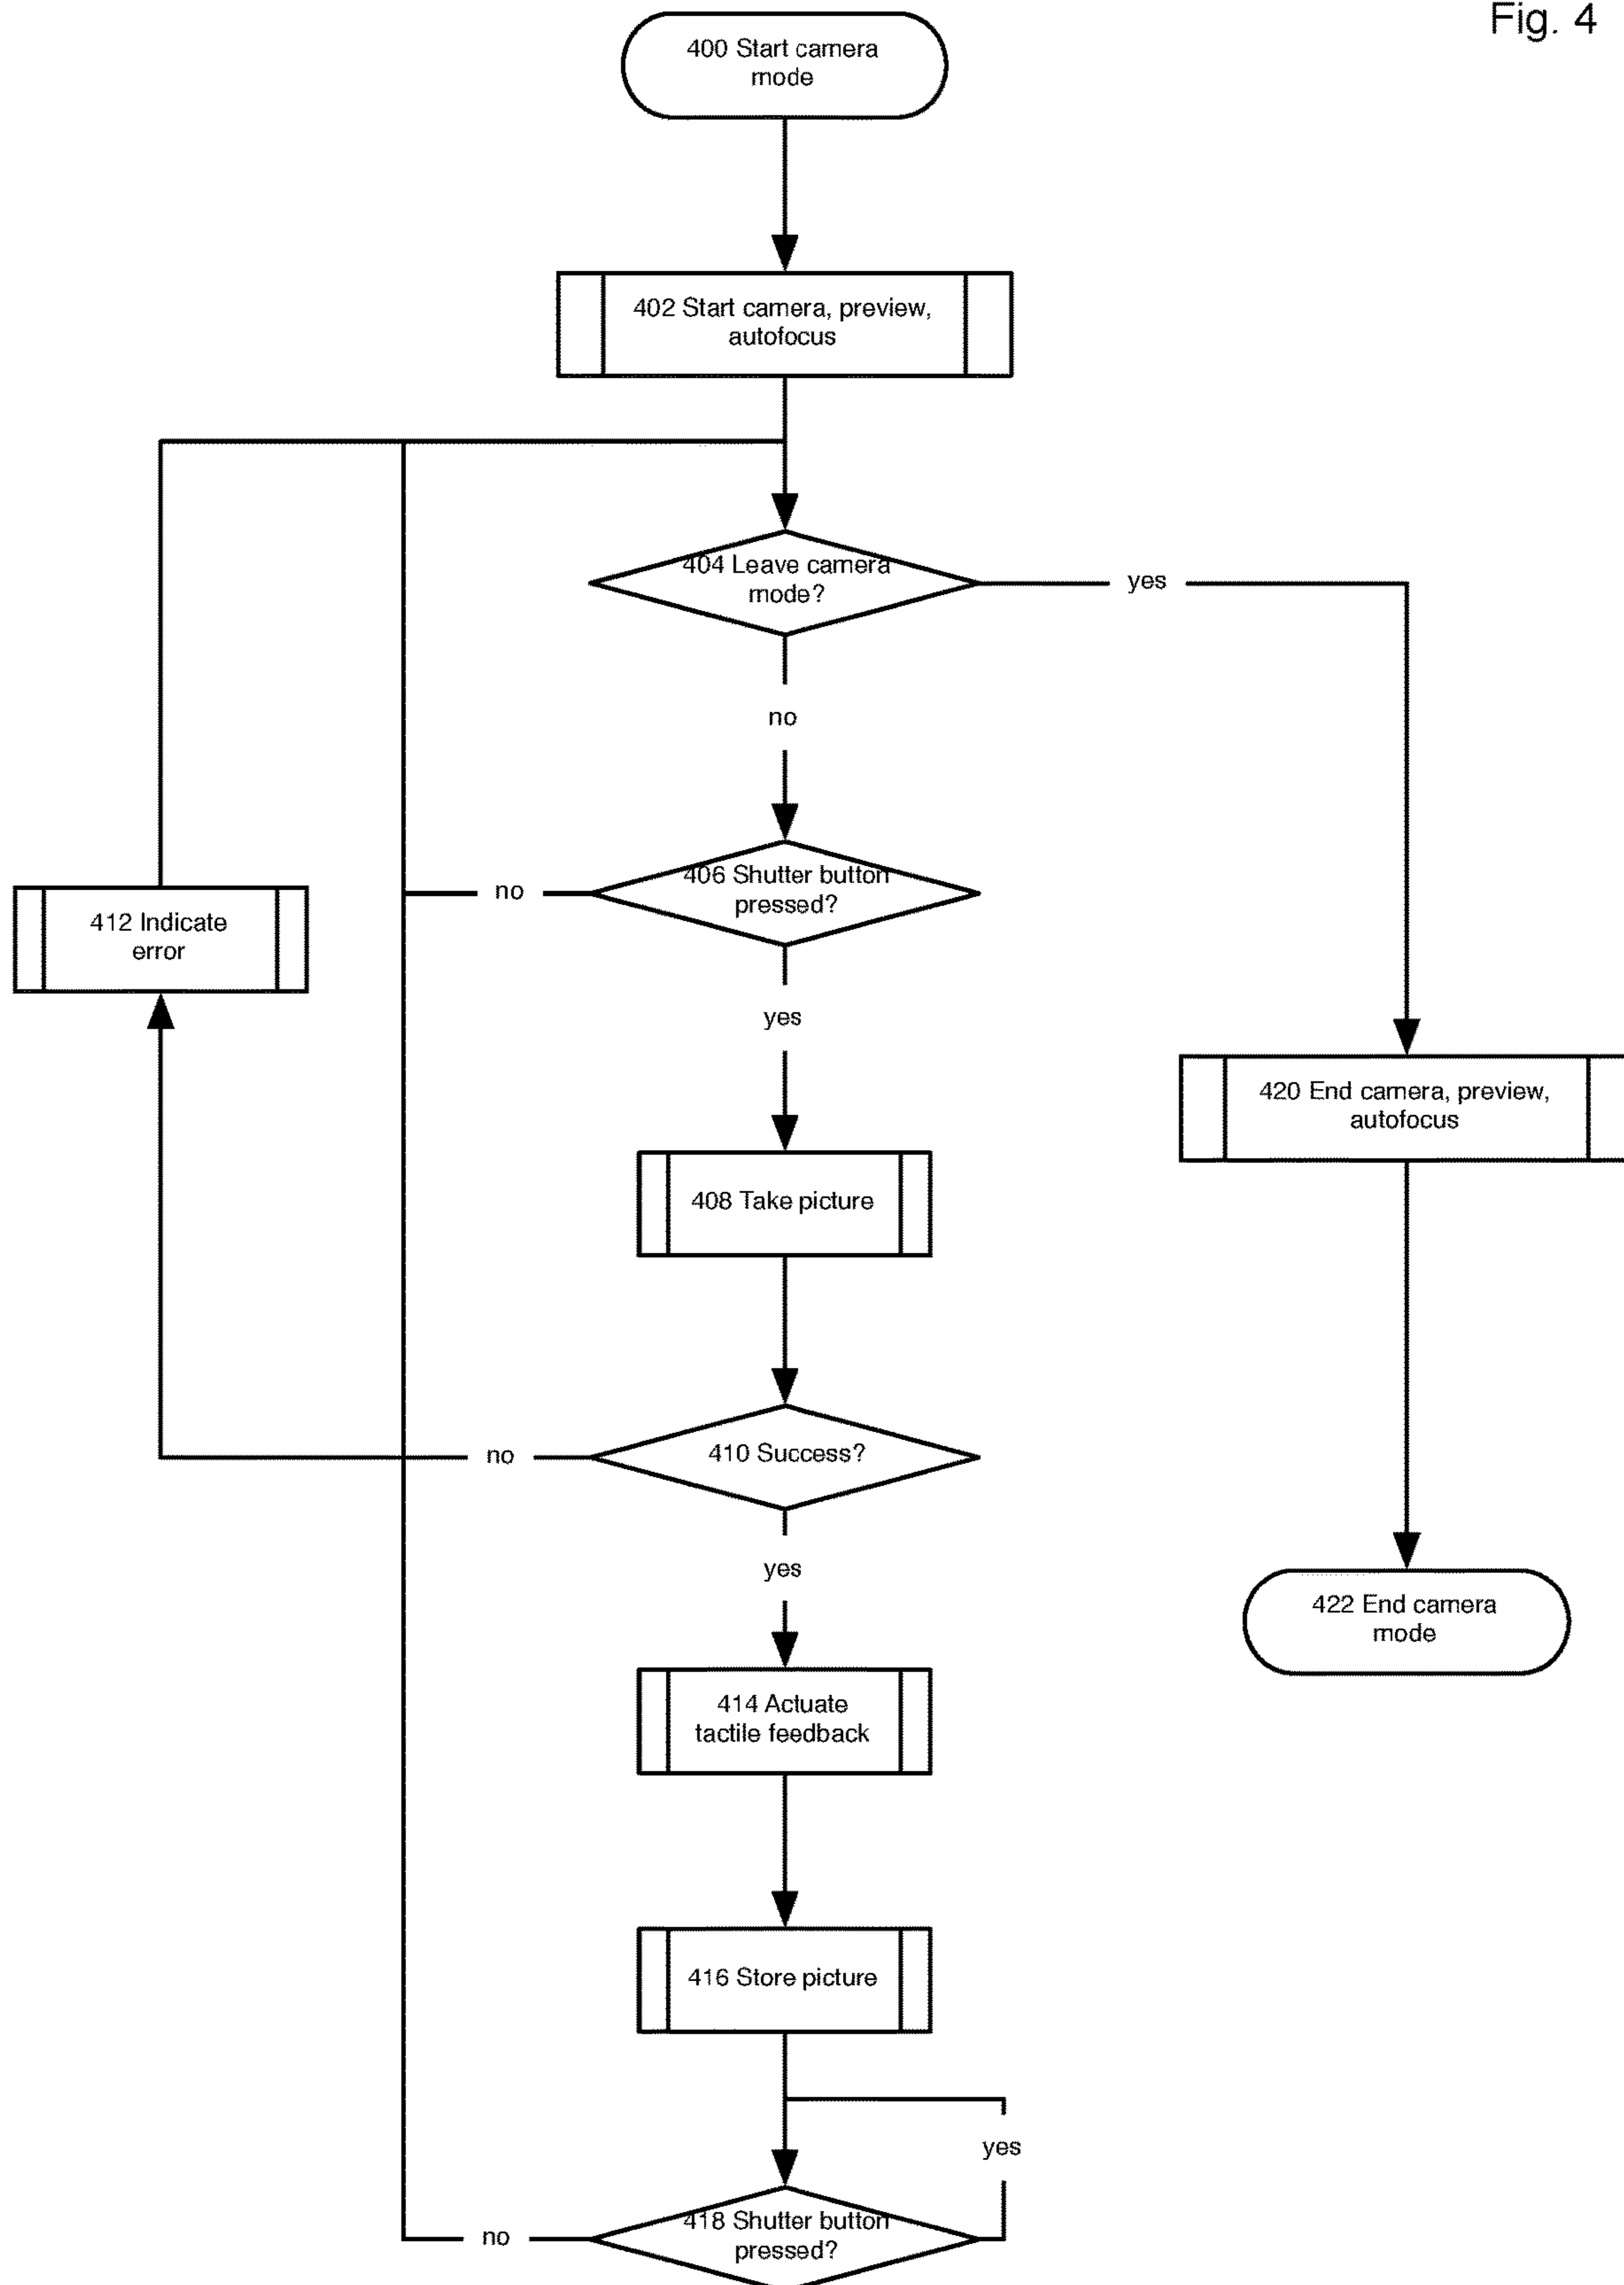 Fig. 4
400 Start camera
mode
402 Start camera, preview,
autofocus
404 Leave camera
mode?
yes
no
406 Shutter button
pressed?
no
412 Indicate
error
yes
420 End camera, preview,
autofocus
408 Take picture
410 Success?
no
yes
422 End camera
mode
414 Actuate
tactile feedback
416 Store picture
yes
418 Shutter button
pressed?
no